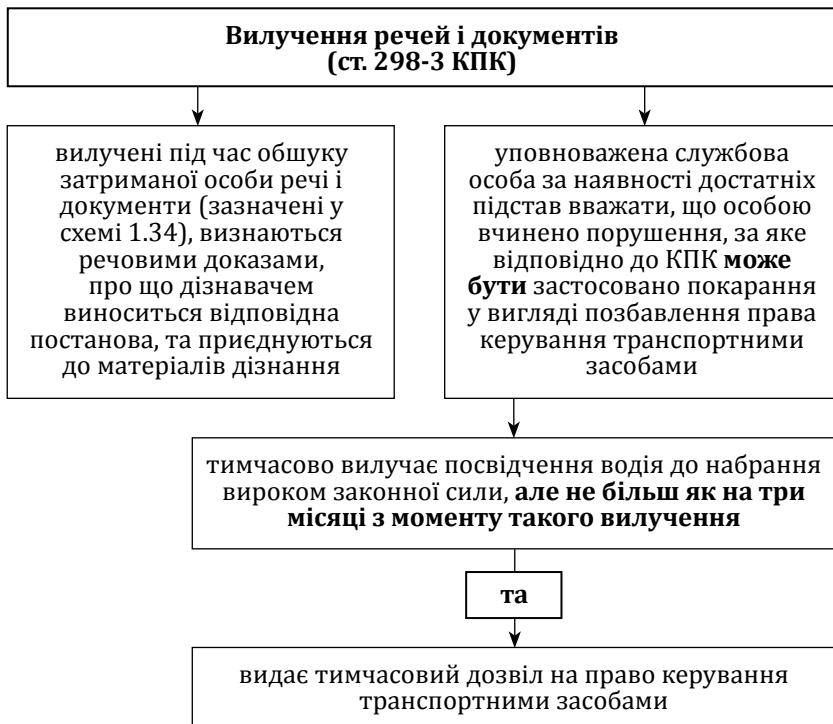 Вилучення речей і документів
(ст. 298-3 КПК)
вилучені під час обшуку
затриманої особи речі і
документи (зазначені у
схемі 1.34), визнаються
речовими доказами,
про що дізнавачем
виноситься відповідна
постанова, та приєднуються
до матеріалів дізнання
уповноважена службова
особа за наявності достатніх
підстав вважати, що особою
вчинено порушення, за яке
відповідно до КПК може
бути застосовано покарання
у вигляді позбавлення права
керування транспортними
засобами
тимчасово вилучає посвідчення водія до набрання
вироком законної сили, але не більш як на три
місяці з моменту такого вилучення
та
видає тимчасовий дозвіл на право керування
транспортними засобами